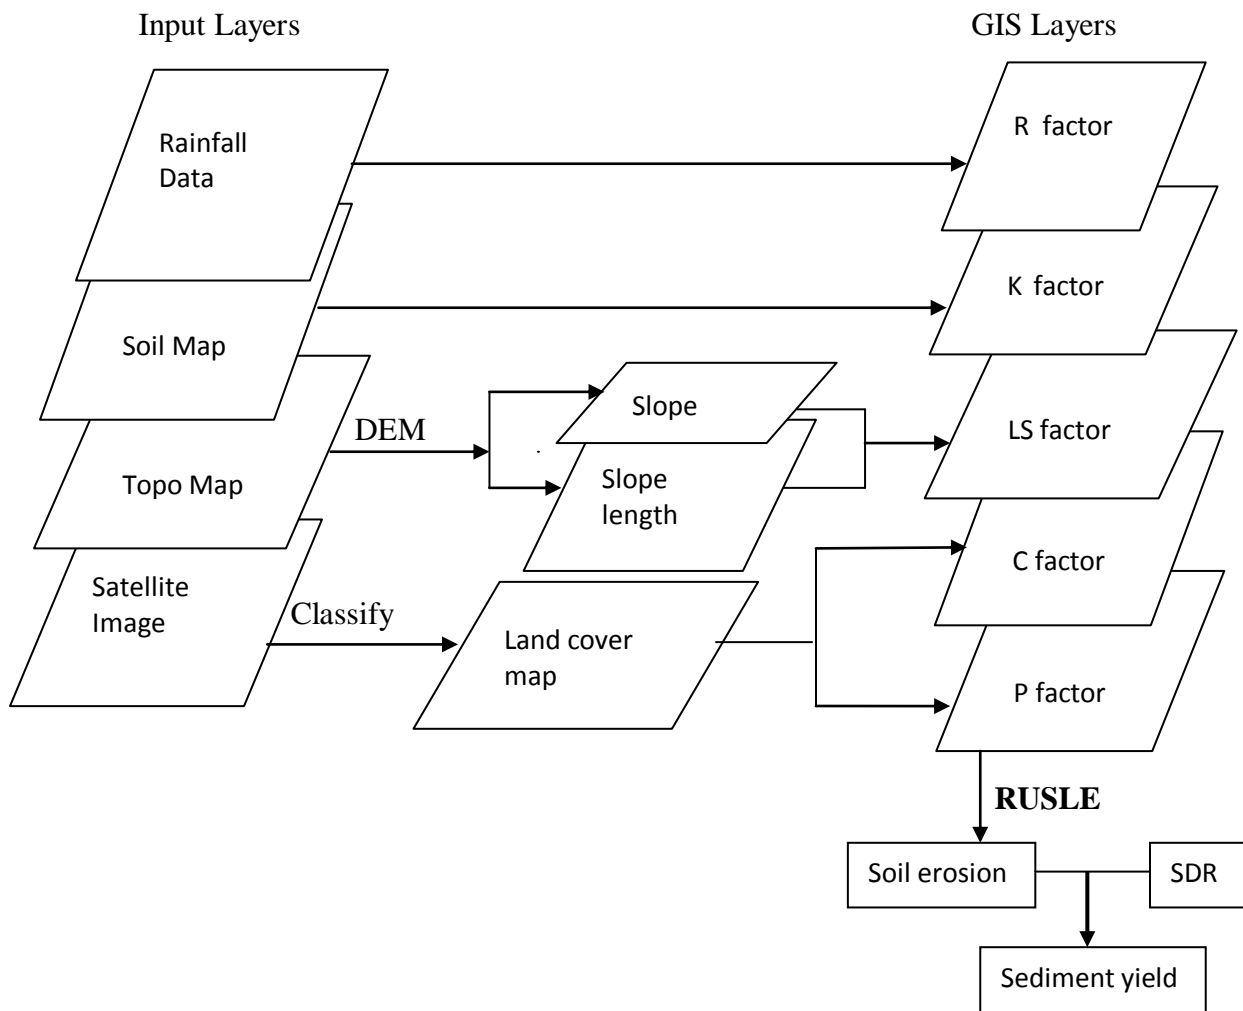 Input Layers
GIS Layers
Rainfall
Data
R factor
Soil Map
K factor
DEM
Slope
Topo Map
Slope
length
LS factor
Satellite
Image
Classify
Land cover
map
C factor
P factor
RUSLE
Soil erosion
SDR
Sediment yield